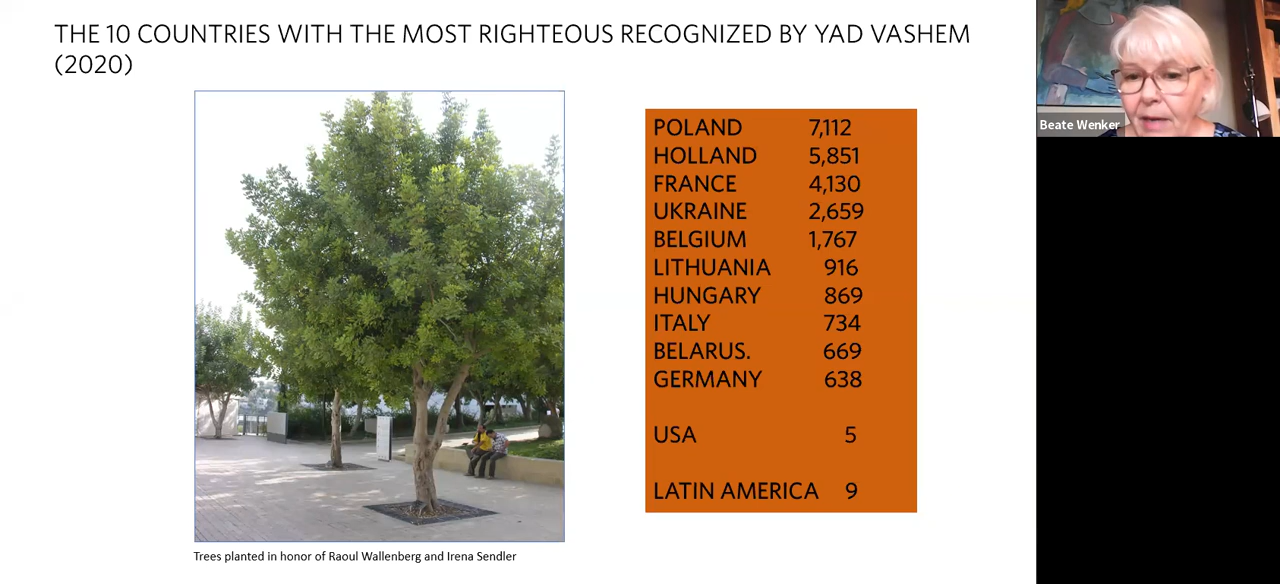 THE 10 COUNTRIES WITH THE MOST RIGHTEOUS RECOGNIZED BY YAD VASHEM
(2020)
POLAND 7,112
HOLLAND 5,851
FRANCE 4,130
UKRAINE 2,659
BELGIUM 1,767
LITHUANIA 916
HUNGARY 869
ITALY 734
BELARUS. 669
GERMANY 638
USA 5
LATIN AMERICA 9
Trees planted in honor of Raoul Wallenberg and Irena Sendler
Beate Wenker